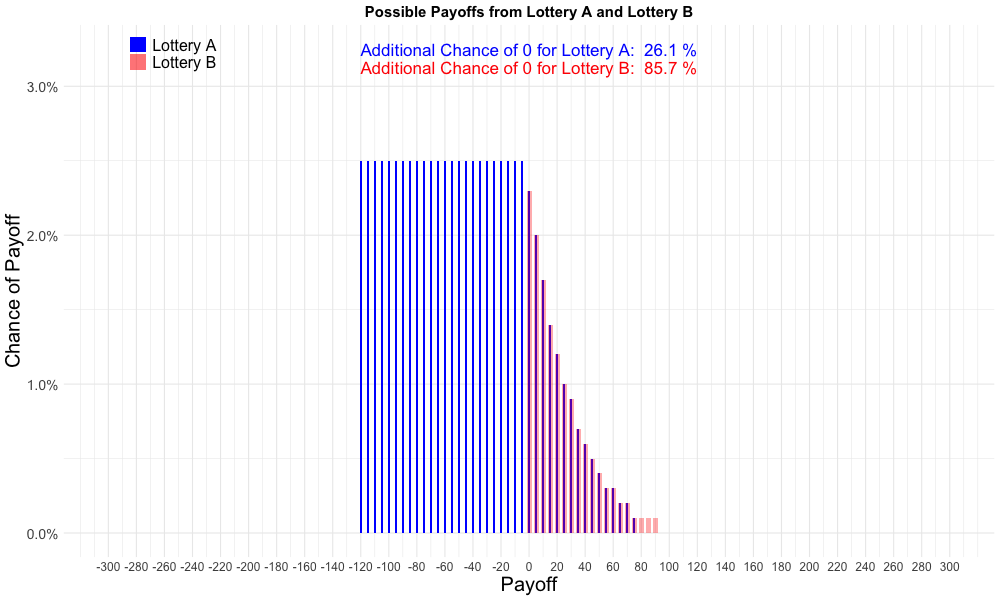 Possible Payoffs from Lottery A and Lottery B
Lottery A
Lottery B
Additional Chance of 0 for Lottery A: 26.1 %
Additional Chance of 0 for Lottery B: 85.7 %
Chance of Payoff
3.0%
2.0%
1.0%
0.0%
-300 -280 -260 -240 -220 -200 -180 -160 -140 -120 -100 -80 -60 -40 -20 0 20 40 60 80 100 120 140 160 180 200 220 240 260 280 300
Payoff